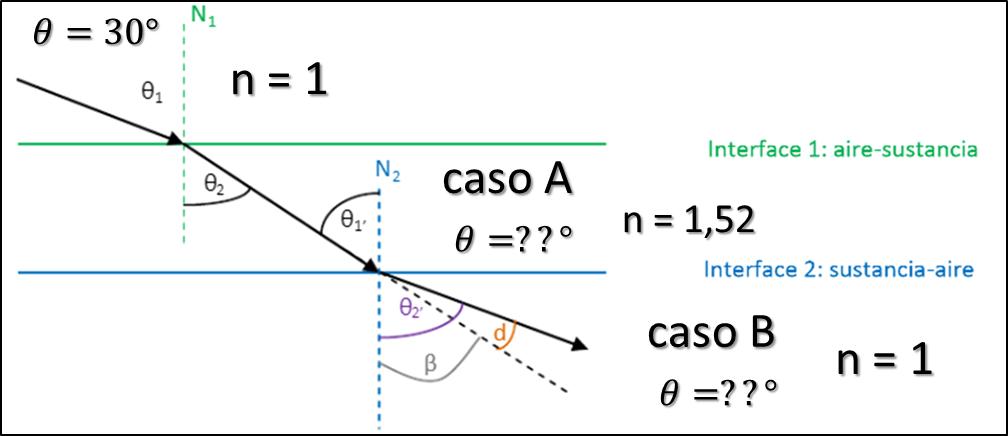 θ = 30°
N₁
θ₁
n = 1
Interface 1: aire-sustancia
θ₂
N₂
θ₁'
caso A
θ =??°
n = 1,52
Interface 2: sustancia-aire
θ₂'
d
β
caso B
θ =??°
n = 1